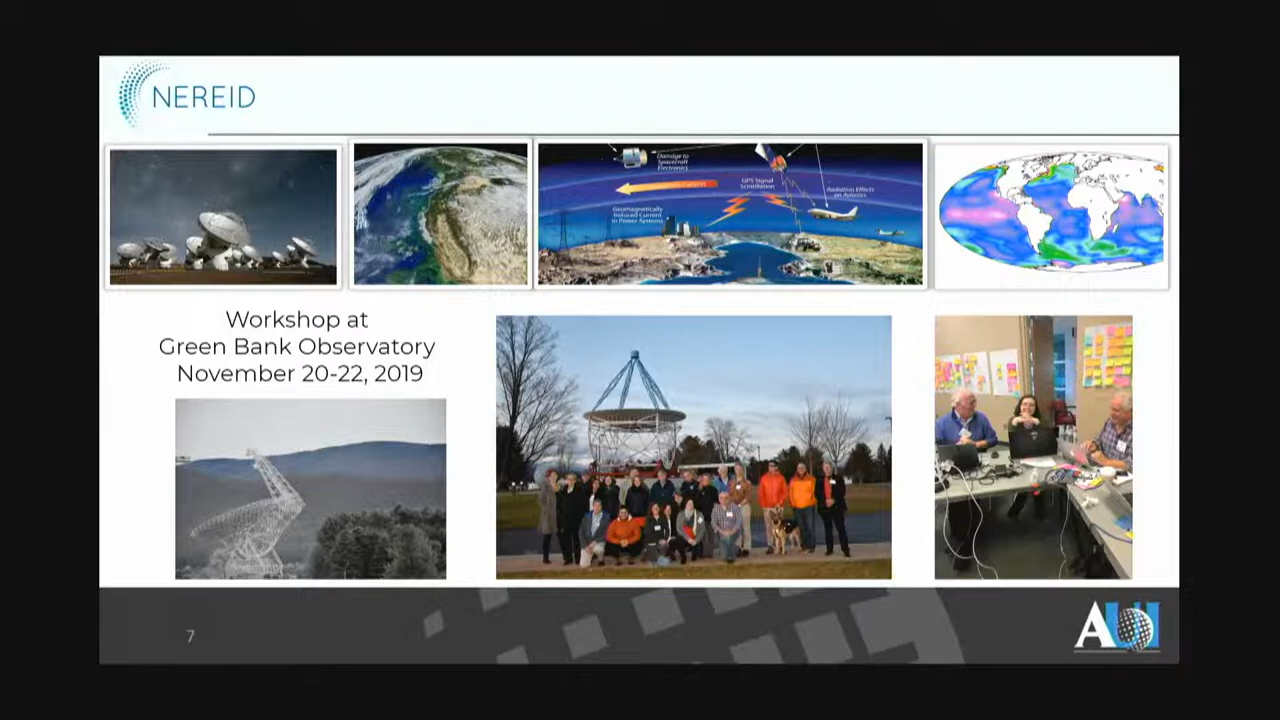 NEREID
Damage to
Spacecraft
Electronics
GPS Signal
Scintillation
Radiation Effects
on Avionics
Geomagnetically
Induced Current
in Power Systems
Workshop at
Green Bank Observatory
November 20-22, 2019
7
AUI